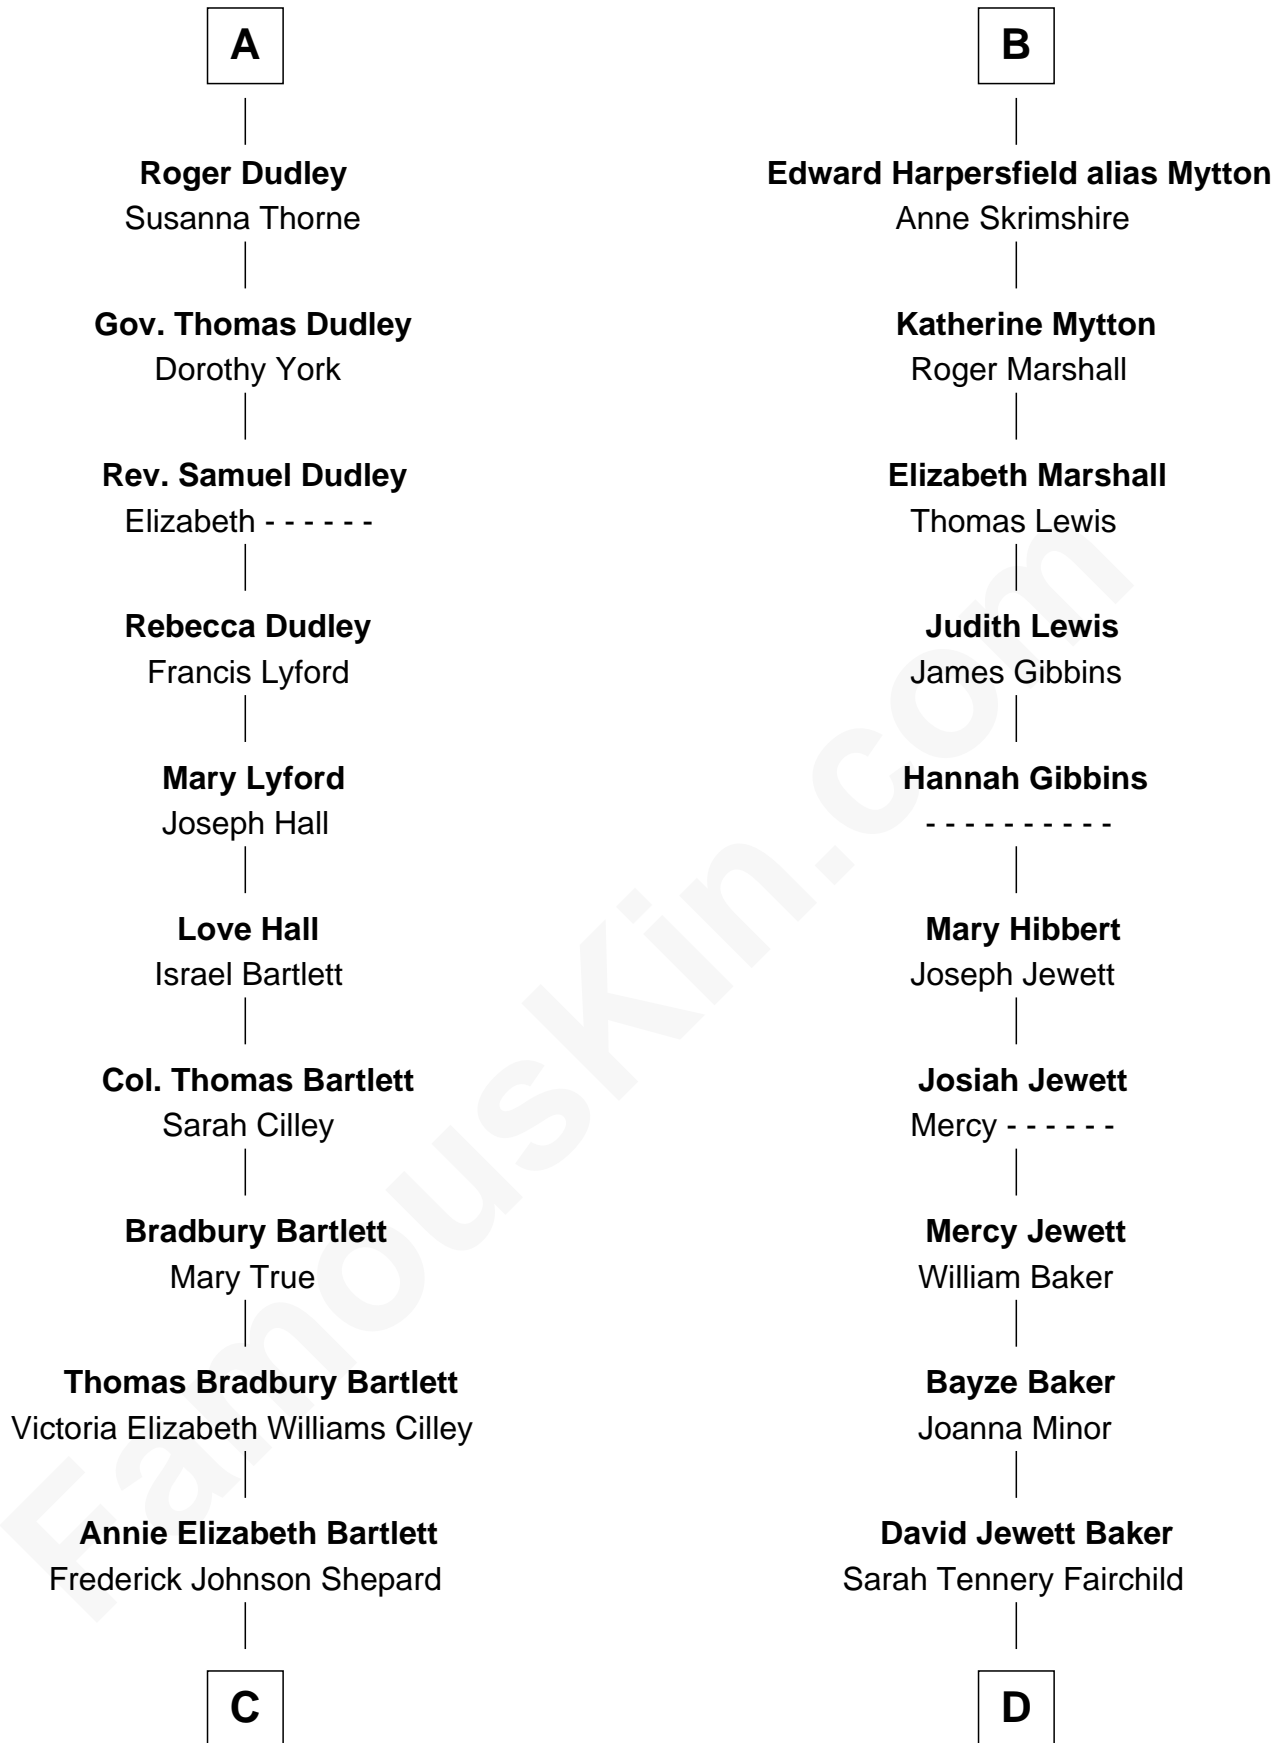 A
Roger Dudley
Susanna Thorne
Gov. Thomas Dudley
Dorothy York
Rev. Samuel Dudley
Elizabeth - - - - - -
Rebecca Dudley
Francis Lyford
Mary Lyford
Joseph Hall
Love Hall
Israel Bartlett
Col. Thomas Bartlett
Sarah Cilley
Bradbury Bartlett
Mary True
Thomas Bradbury Bartlett
Victoria Elizabeth Williams Cilley
Annie Elizabeth Bartlett
Frederick Johnson Shepard
C
B
Edward Harpersfield alias Mytton
Anne Skrimshire
Katherine Mytton
Roger Marshall
Elizabeth Marshall
Thomas Lewis
Judith Lewis
James Gibbins
Hannah Gibbins
- - - - - - - - - -
Mary Hibbert
Joseph Jewett
Josiah Jewett
Mercy - - - - - -
Mercy Jewett
William Baker
Bayze Baker
Joanna Minor
David Jewett Baker
Sarah Tennery Fairchild
D
FamousKin.com